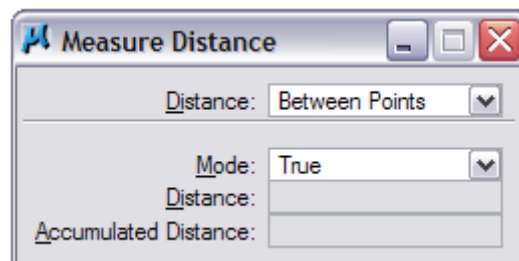 µ Measure Distance
Distance: Between Points
Mode: True
Distance:
Accumulated Distance: